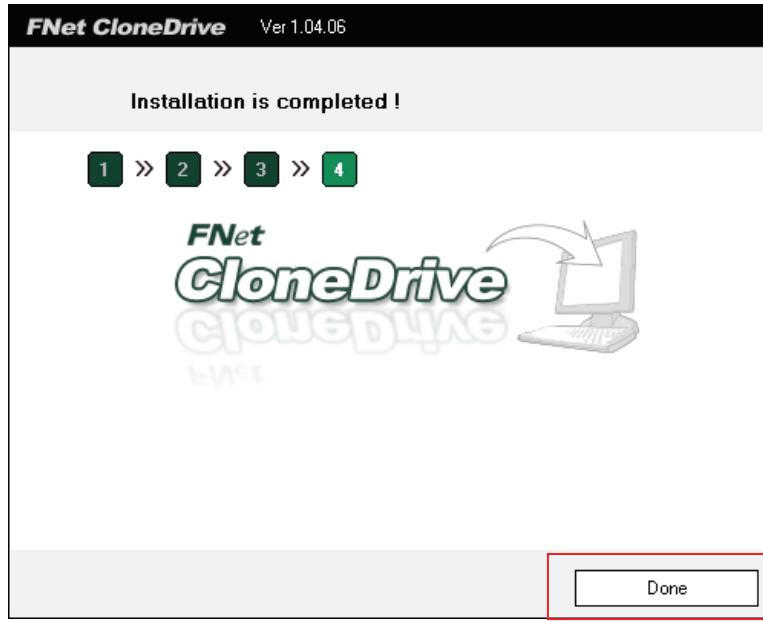 FNet CloneDrive Ver 1.04.06
Installation is completed !
1 » 2 » 3 » 4
FNet
CloneDrive
Done